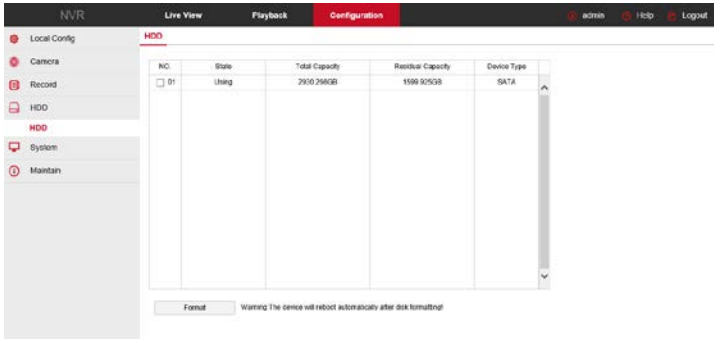 NVR Live View Playback Configuration admin Help Logout
Local Config
Camera
Record
HDD
HDD
System
Maintain
HDD
NO. State Total Capacity Residual Capacity Device Type
01 Using 2930.266GB 1599.925GB SATA
Format Warning The device will reboot automatically after disk formatting!